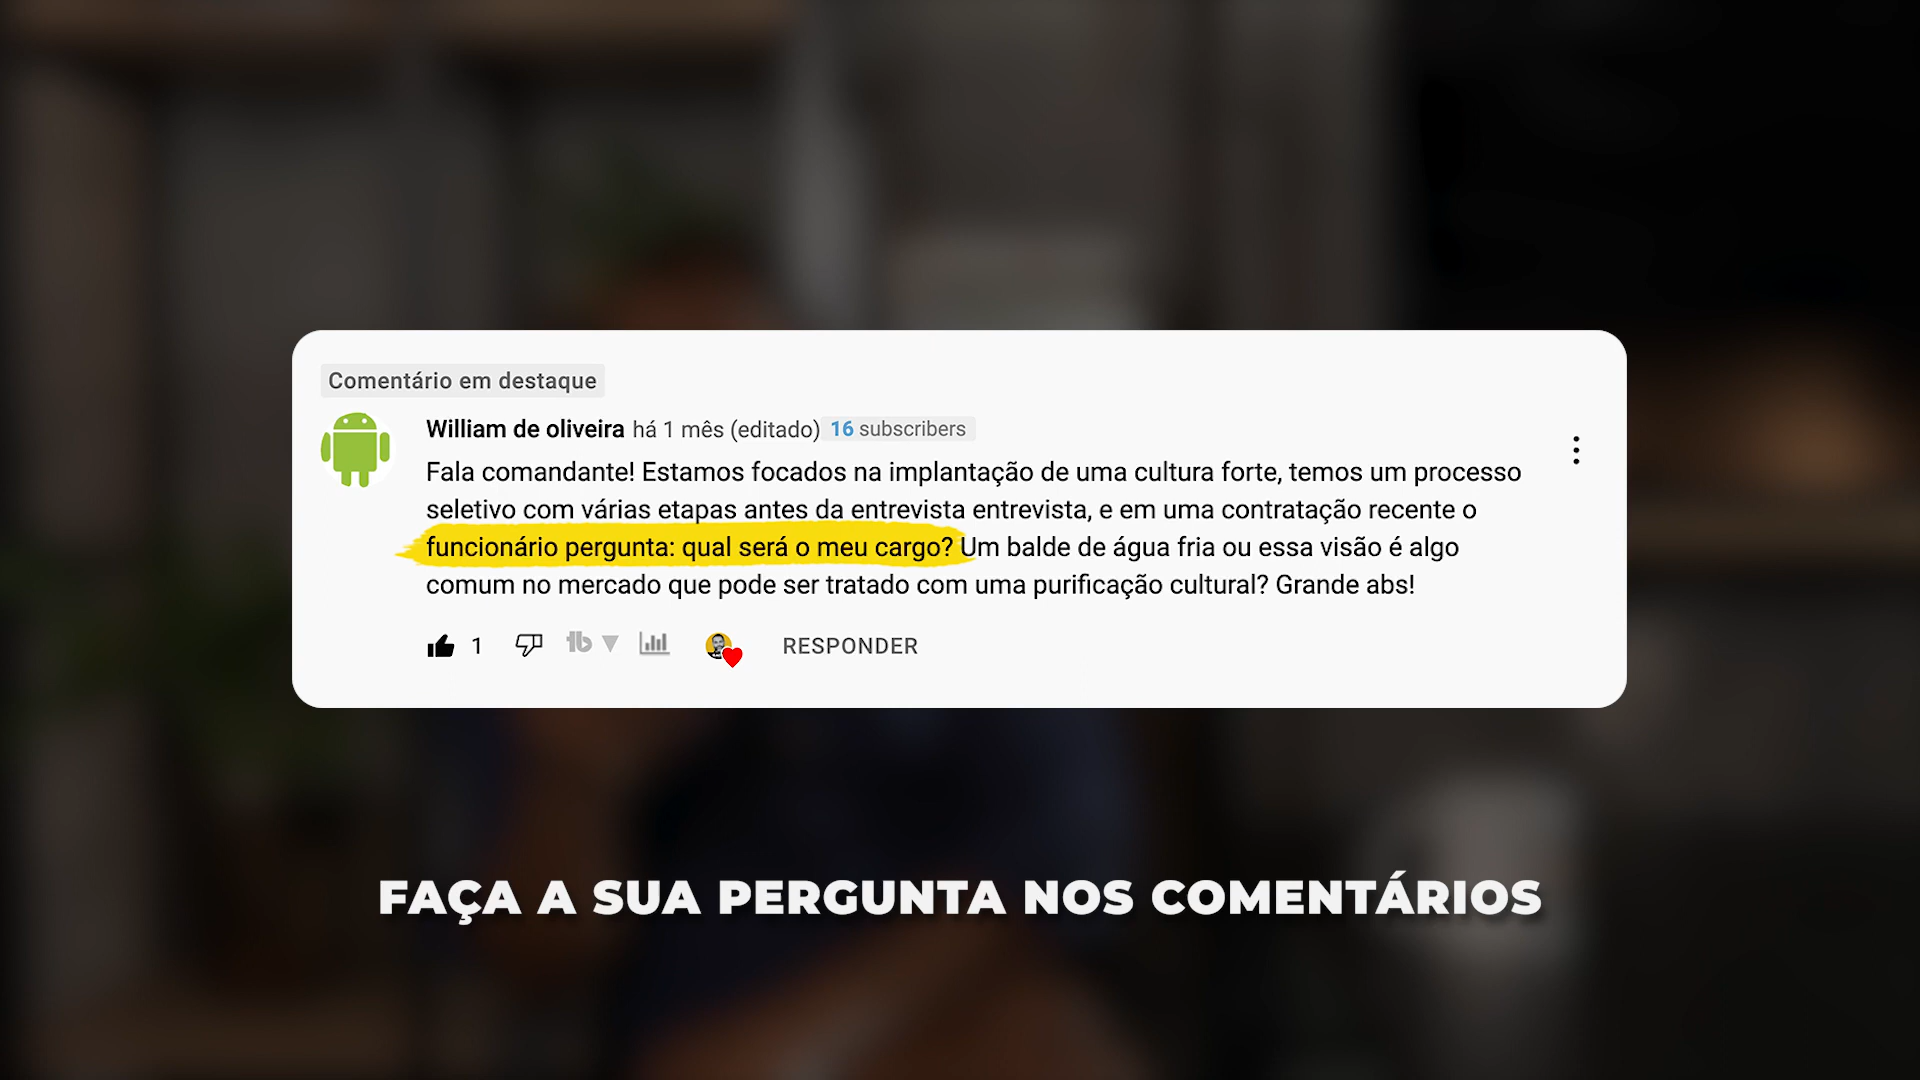 Comentário em destaque
William de oliveira há 1 mês (editado) 16 subscribers
Fala comandante! Estamos focados na implantação de uma cultura forte, temos um processo
seletivo com várias etapas antes da entrevista entrevista, e em uma contratação recente o
funcionário pergunta: qual será o meu cargo? Um balde de água fria ou essa visão é algo
comum no mercado que pode ser tratado com uma purificação cultural? Grande abs!
1 tb RESPONDER
FAÇA A SUA PERGUNTA NOS COMENTÁRIOS